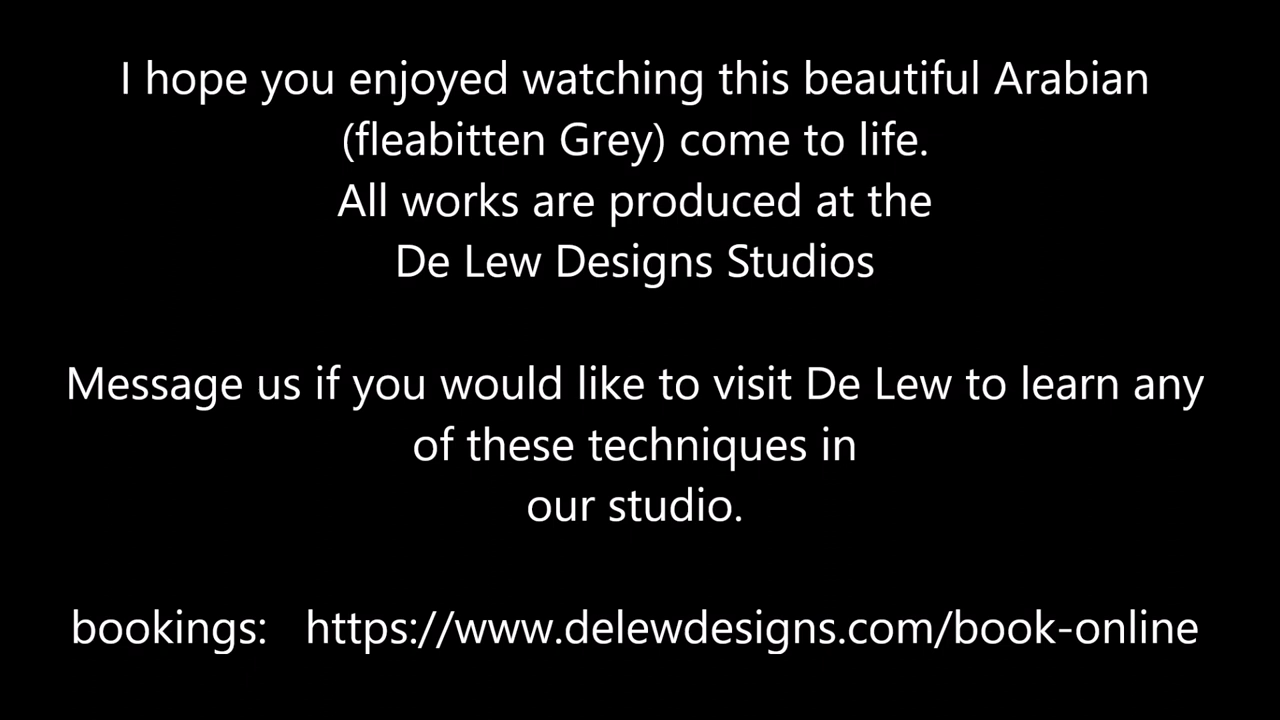 I hope you enjoyed watching this beautiful Arabian
(fleabitten Grey) come to life.
All works are produced at the
De Lew Designs Studios
Message us if you would like to visit De Lew to learn any
of these techniques in
our studio.
bookings: https://www.delewdesigns.com/book-online